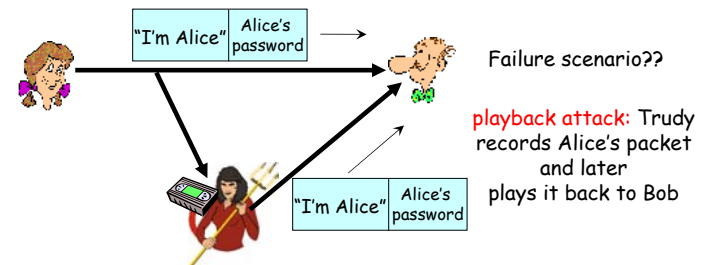 “I’m Alice”
Alice’s
password
Failure scenario??
playback attack: Trudy
records Alice’s packet
and later
plays it back to Bob
“I’m Alice”
Alice’s
password